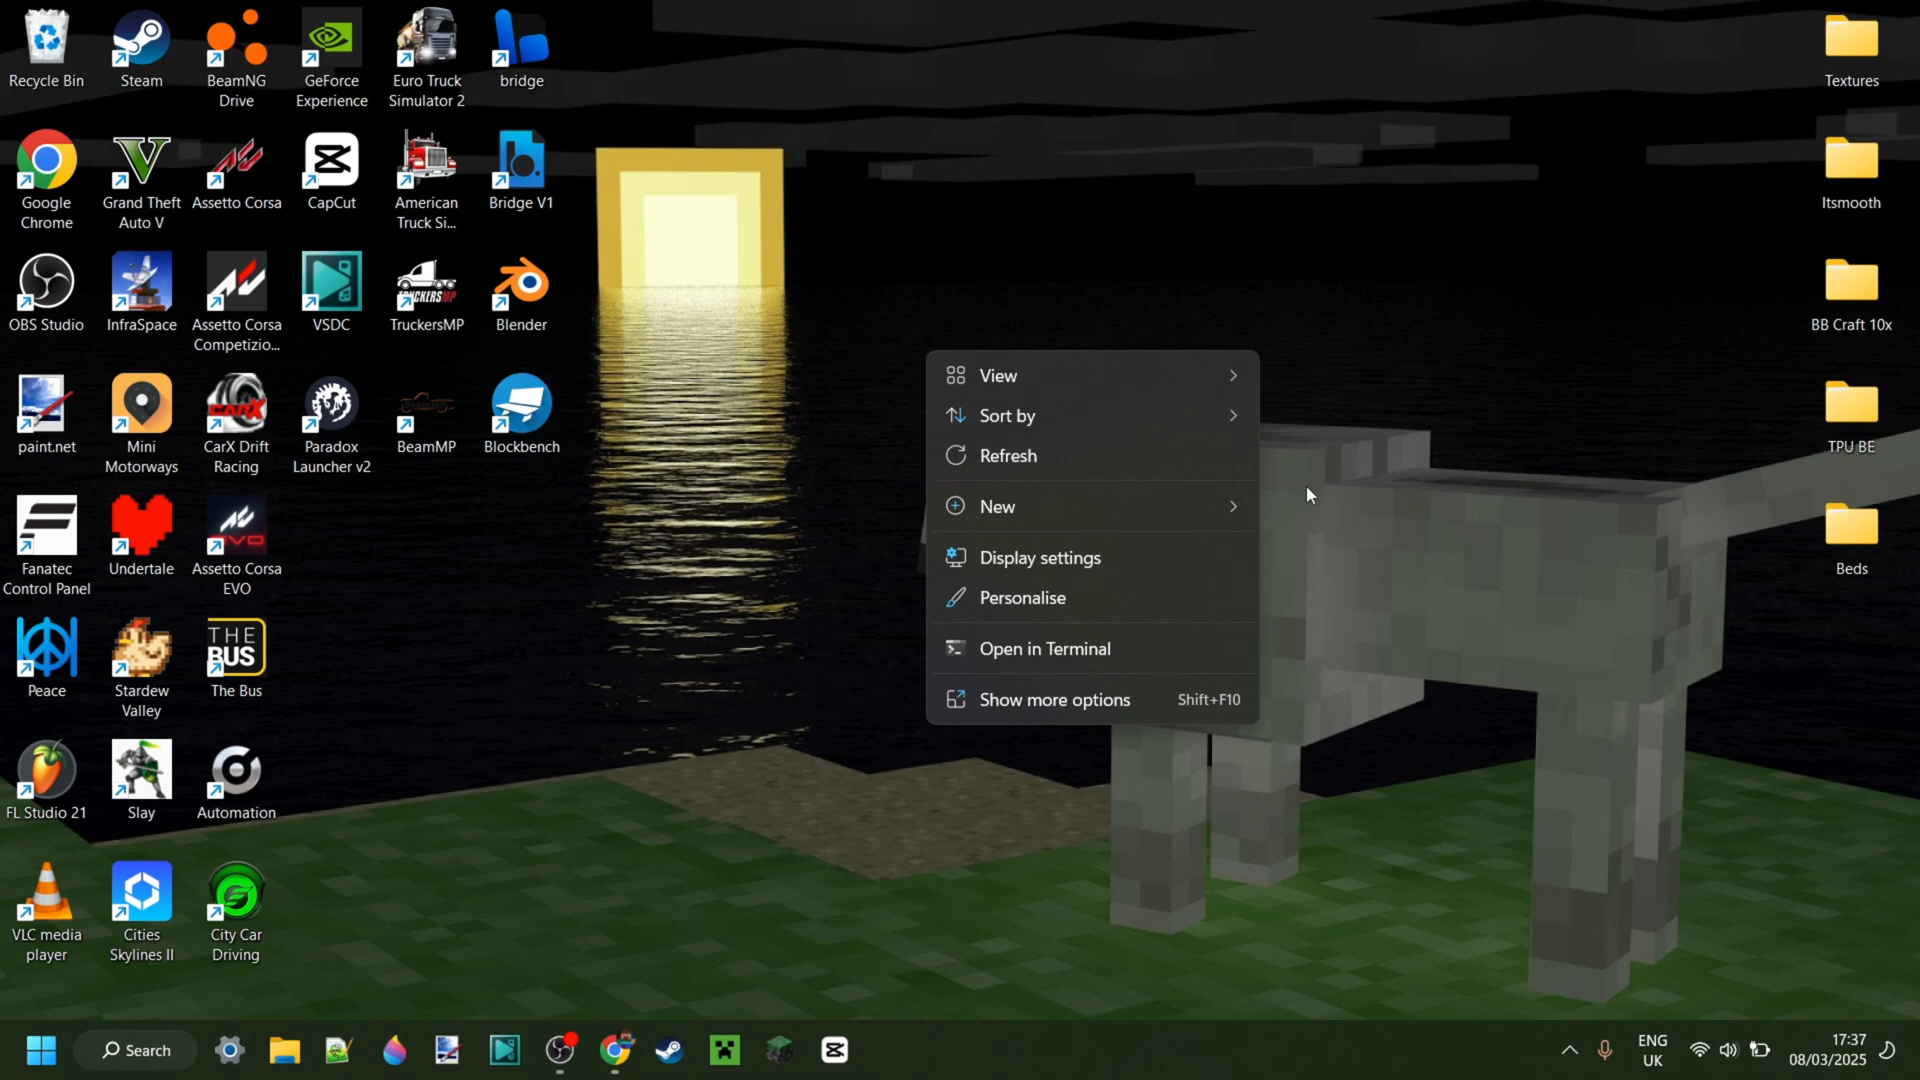 Recycle Bin
Steam
BeamNG
Drive
GeForce
Experience
Euro Truck
Simulator 2
bridge
Textures
Google
Chrome
Grand Theft
Auto V
Assetto Corsa
CapCut
American
Truck Si...
Bridge V1
Itsmooth
OBS Studio
InfraSpace
Assetto Corsa
Competizio...
VSDC
TRUCKERSMP
TruckersMP
Blender
BB Craft 10x
paint.net
Mini
Motorways
CarX
CarX Drift
Racing
Paradox
Launcher v2
BeamMP
Blockbench
TPU BE
Fanatec
Control Panel
Undertale
EVO
Assetto Corsa
EVO
Beds
Peace
Stardew
Valley
THE
BUS
The Bus
FL Studio 21
Slay
Automation
VLC media
player
Cities
Skylines II
City Car
Driving
View
Sort by
Refresh
New
Display settings
Personalise
Open in Terminal
Show more options Shift+F10
Search
ENG
UK
17:37
08/03/2025